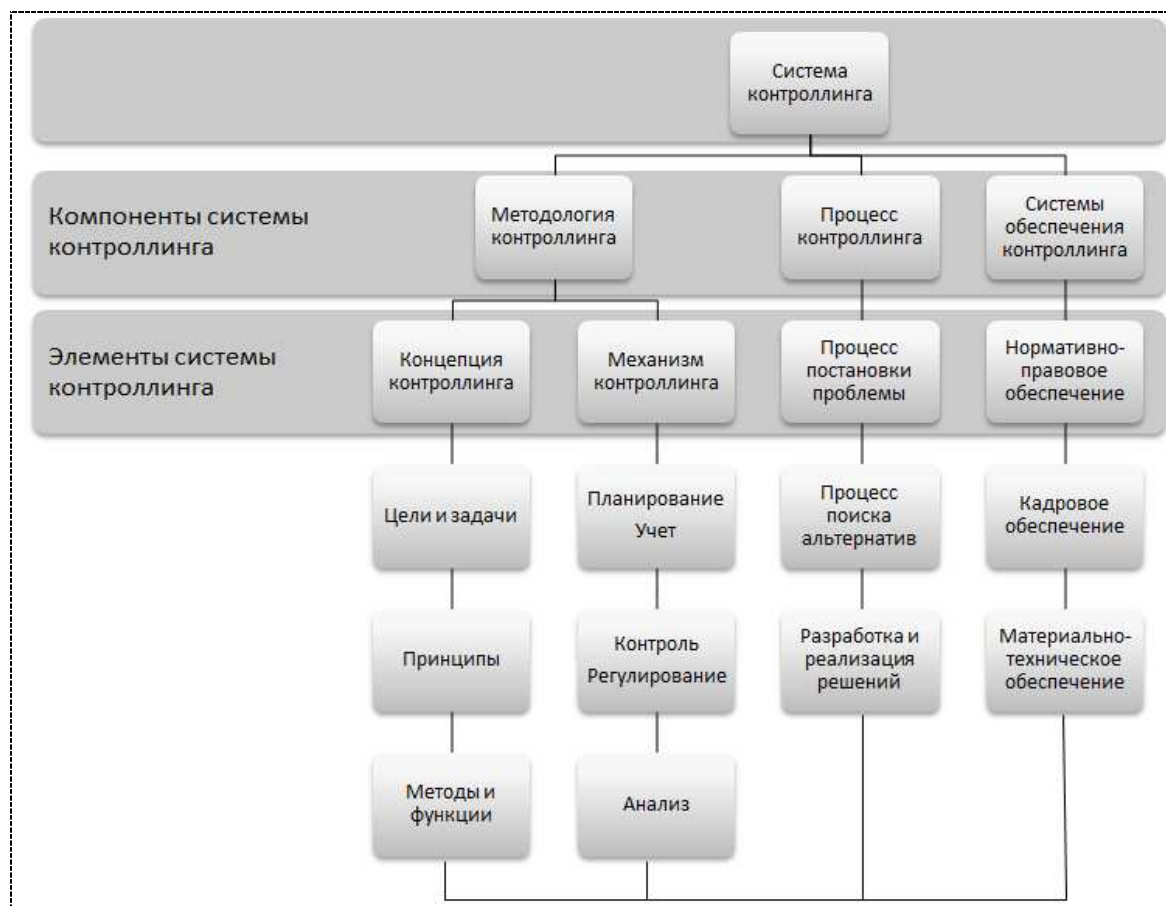 Система
контроллинга
Компоненты системы
контроллинга
Методология
контроллинга
Процесс
контроллинга
Системы
обеспечения
контроллинга
Элементы системы
контроллинга
Концепция
контроллинга
Механизм
контроллинга
Процесс
постановки
проблемы
Нормативно-
правовое
обеспечение
Цели и задачи
Планирование
Учет
Процесс
поиска
альтернатив
Кадровое
обеспечение
Принципы
Контроль
Регулирование
Разработка и
реализация
решений
Материально-
техническое
обеспечение
Методы и
функции
Анализ